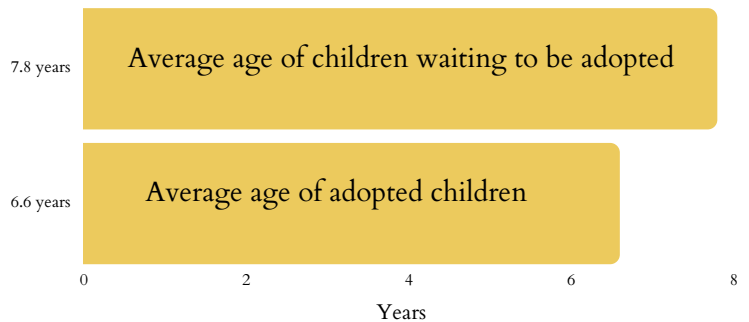 7.8 years
Average age of children waiting to be adopted
6.6 years
Average age of adopted children
0 2 4 6 8
Years